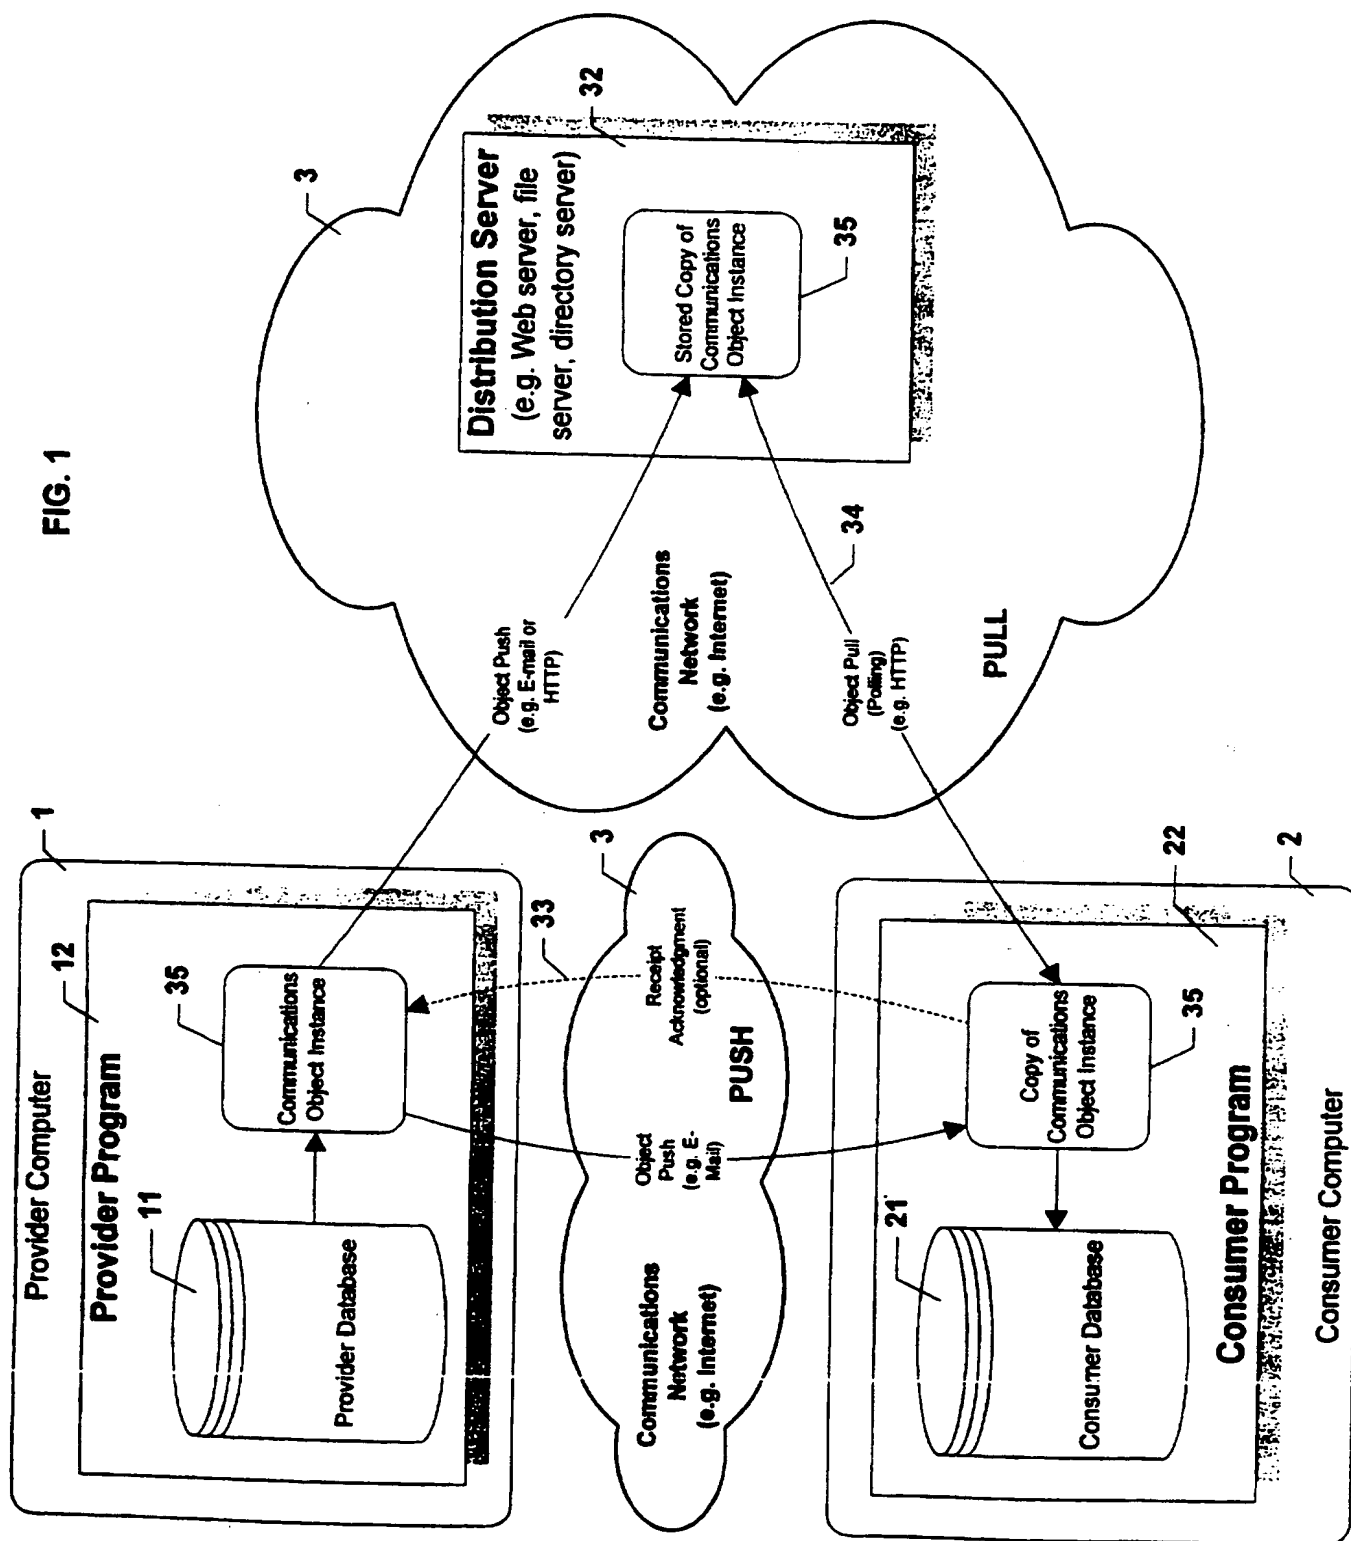 FIG. 1
Provider Computer
1
Provider Program
12
11
Provider Database
35
Communications
Object Instance
Object Push
(e.g. E-mail or
HTTP)
3
Distribution Server
(e.g. Web server, file
server, directory server)
32
Stored Copy of
Communications
Object Instance
35
Communications
Network
(e.g. Internet)
Object Pull
(Polling)
(e.g. HTTP)
34
PULL
Communications
Network
(e.g. Internet)
Object
Push
(e.g. E-
Mail)
PUSH
Receipt
Acknowledgment
(optional)
33
3
21
Consumer Database
Copy of
Communications
Object Instance
35
22
Consumer Program
2
Consumer Computer